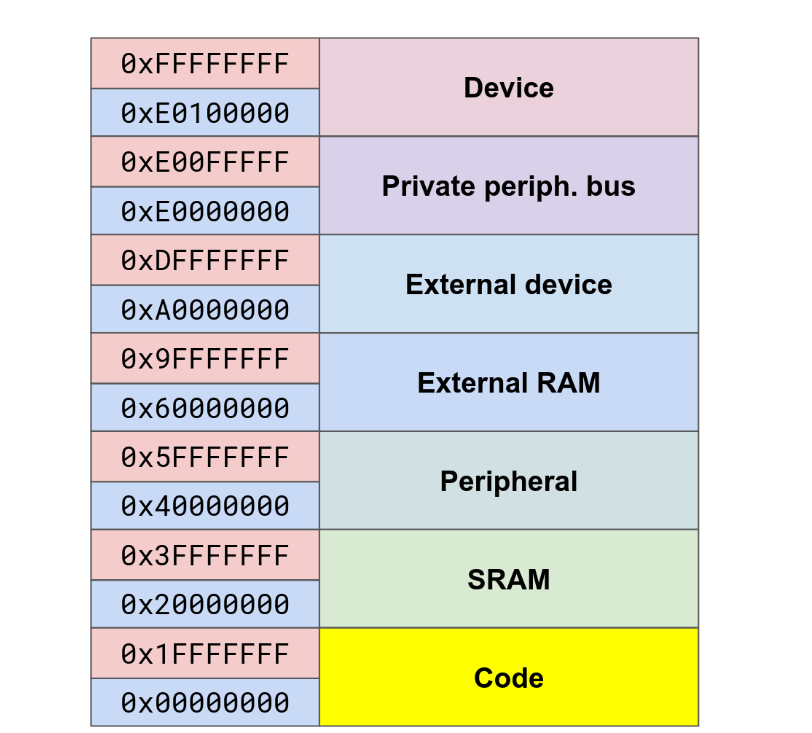 0xFFFFFFFF
Device
0xE0100000
0xE00FFFFF
Private periph. bus
0xE0000000
0xDFFFFFFF
External device
0xA0000000
0x9FFFFFFF
External RAM
0x60000000
0x5FFFFFFF
Peripheral
0x40000000
0x3FFFFFFF
SRAM
0x20000000
0x1FFFFFFF
Code
0x00000000